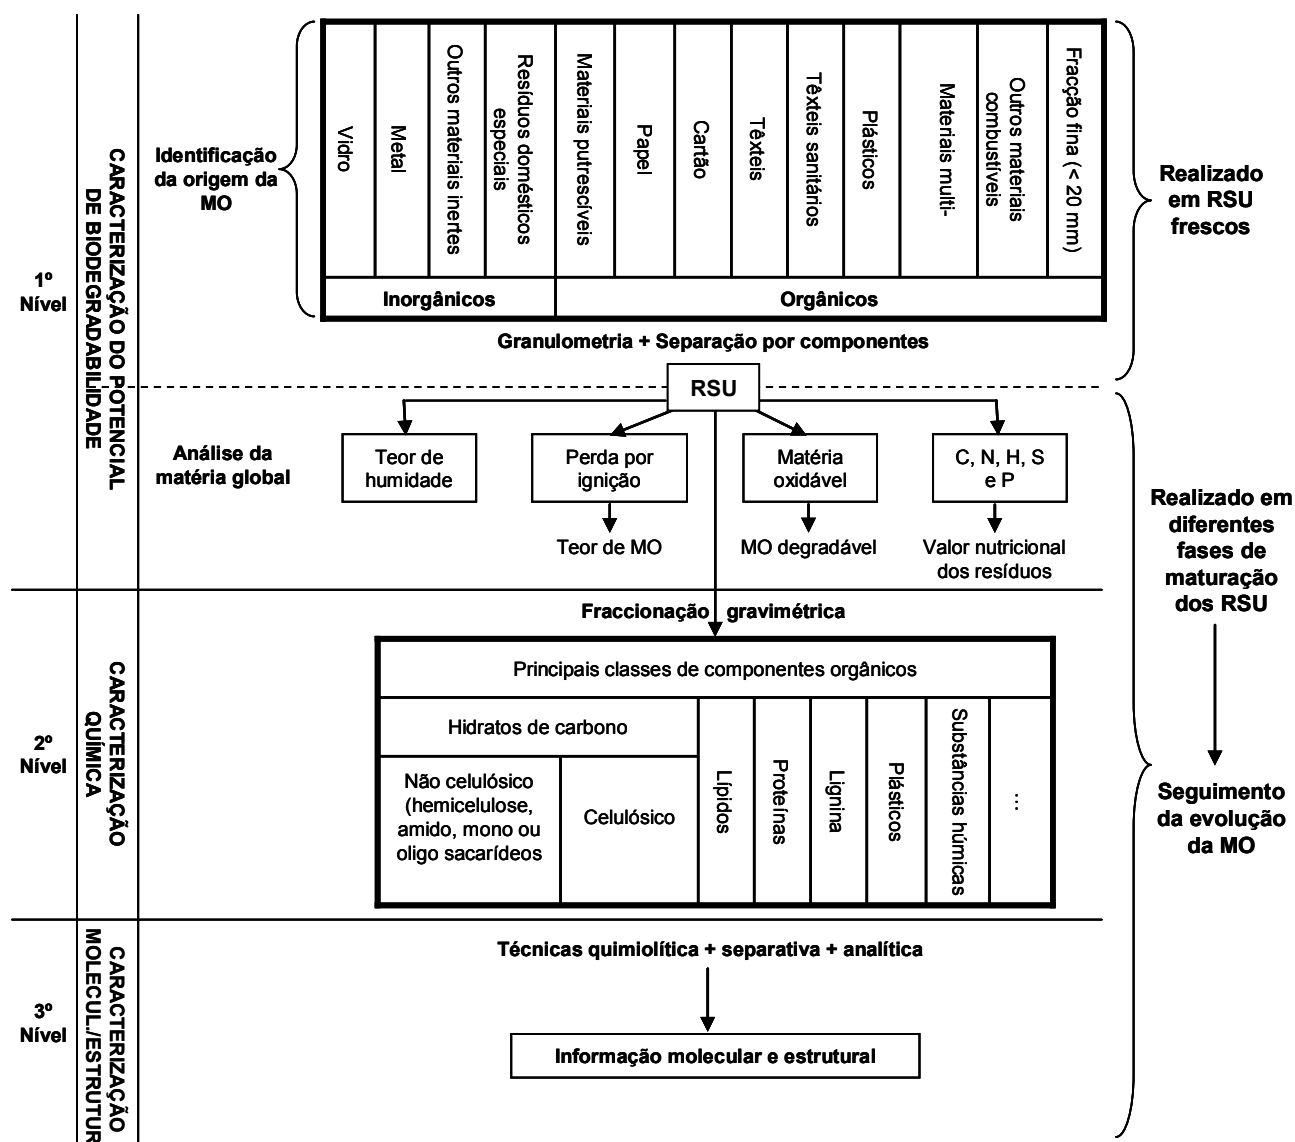 1º
Nível
CARACTERIZAÇÃO DO POTENCIAL
DE BIODEGRADABILIDADE
Identificação
da origem da
MO
Vidro
Metal
Outros materiais inertes
Resíduos domésticos
especiais
Materiais putrescíveis
Papel
Cartão
Têxteis
Têxteis sanitários
Plásticos
Materiais multi-
Outros materiais
combustíveis
Fracção fina (< 20 mm)
Inorgânicos
Orgânicos
Realizado
em RSU
frescos
Granulometria + Separação por componentes
RSU
Análise da
matéria global
Teor de
humidade
Perda por
ignição
Matéria
oxidável
C, N, H, S
e P
Teor de MO
MO degradável
Valor nutricional
dos resíduos
Realizado em
diferentes
fases de
maturação
dos RSU
Seguimento
da evolução
da MO
2º
Nível
CARACTERIZAÇÃO
QUÍMICA
Fraccionação gravimétrica
Principais classes de componentes orgânicos
Hidratos de carbono
Não celulósico
(hemicelulose,
amido, mono ou
oligo sacarídeos
Celulósico
Lípidos
Proteínas
Lignina
Plásticos
Substâncias húmicas
...
3º
Nível
CARACTERIZAÇÃO
MOLECUL./ESTRUTUR
Técnicas quimiolítica + separativa + analítica
Informação molecular e estrutural